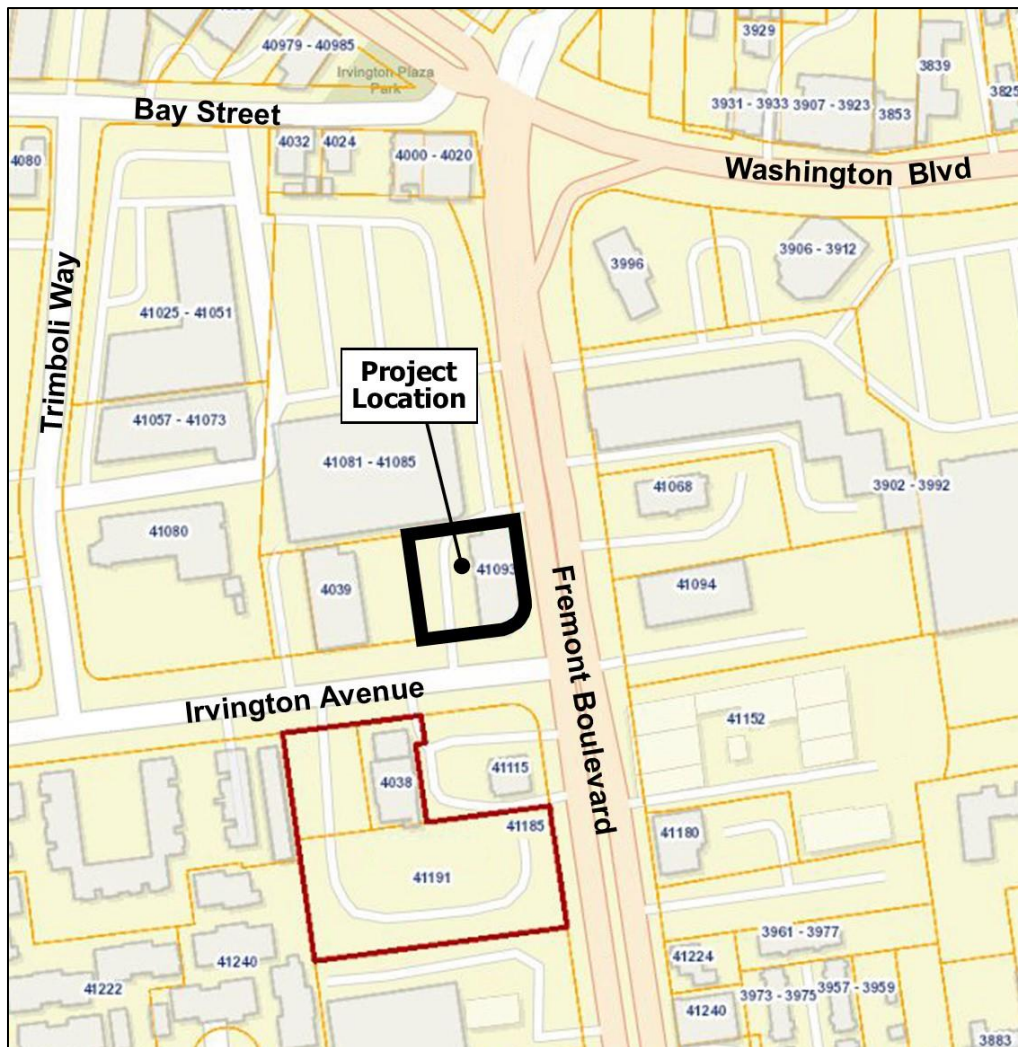 40979 - 40985
Irvington Plaza
Park
3929
3839
3931 - 3933
3907 - 3923
3853
3825
Bay Street
4032
4024
4000 - 4020
4080
Washington Blvd
3996
3906 - 3912
Trimboli Way
41025 - 41051
Project
Location
41057 - 41073
41081 - 41085
41068
3902 - 3992
41080
4039
41093
41094
Fremont Boulevard
Irvington Avenue
41152
4038
41115
41185
41180
41191
3961 - 3977
41240
41222
41224
3973 - 3975
3957 - 3959
41240
3883